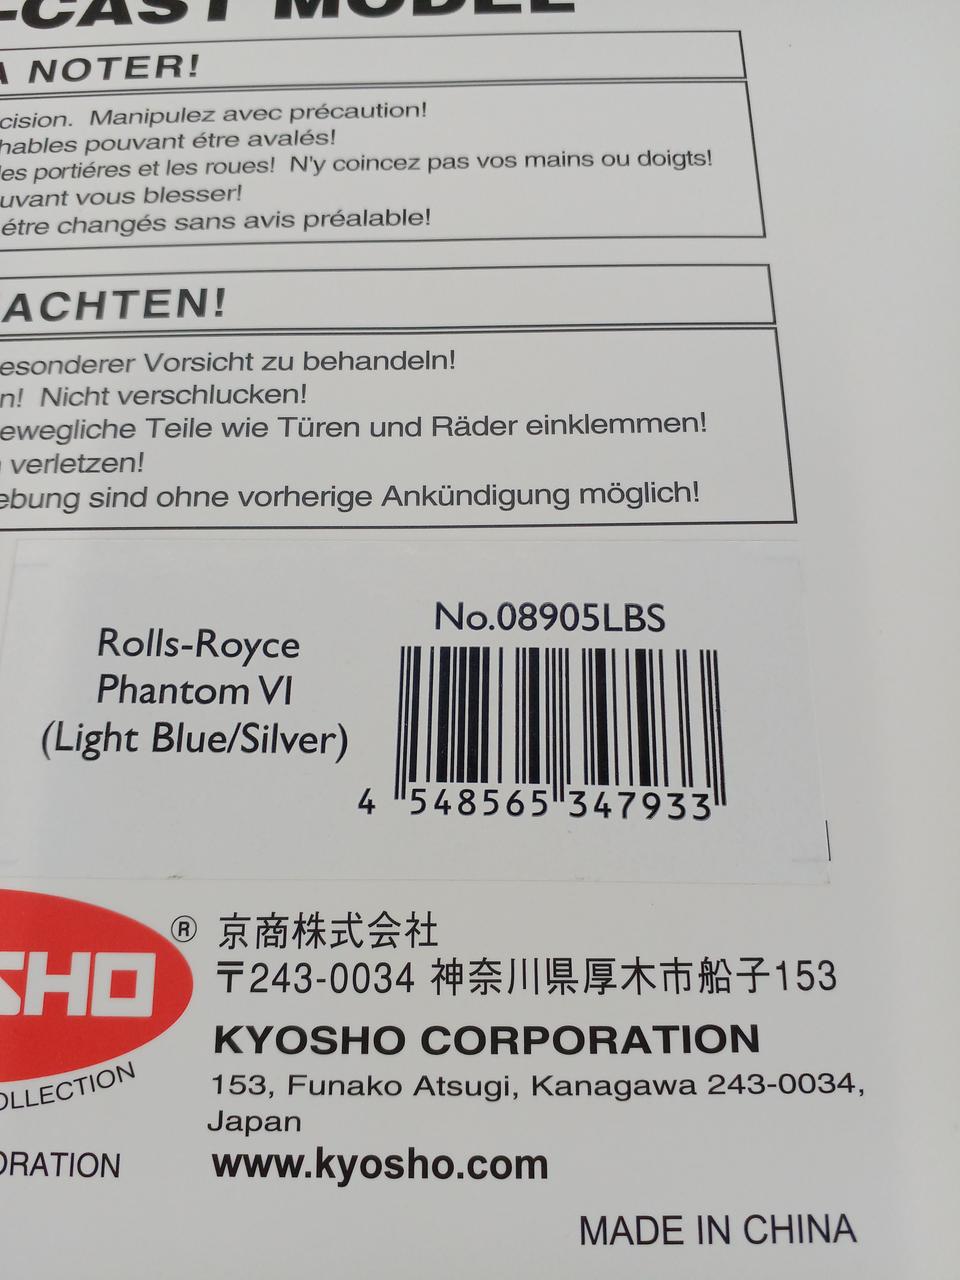 -CAST MODEL
A NOTER!
cision. Manipulez avec précaution!
hables pouvant étre avalés!
les portiéres et les roues! N'y coincez pas vos mains ou doigts!
uvant vous blesser!
étre changés sans avis préalable!
ACHTEN!
esonderer Vorsicht zu behandeln!
n! Nicht verschlucken!
ewegliche Teile wie Türen und Räder einklemmen!
verletzen!
ebung sind ohne vorherige Ankündigung möglich!
No.08905LBS
Rolls-Royce
Phantom VI
(Light Blue/Silver)
4 548565 347933
® 京商株式会社
SHO
〒243-0034 神奈川県厚木市船子153
KYOSHO CORPORATION
153, Funako Atsugi, Kanagawa 243-0034,
Japan
OLLECTION
ORATION
www.kyosho.com
MADE IN CHINA